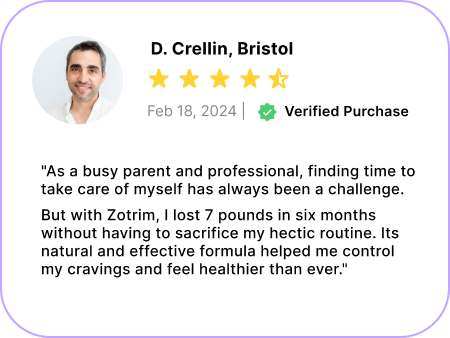 D. Crellin, Bristol
Feb 18, 2024 | Verified Purchase
"As a busy parent and professional, finding time to
take care of myself has always been a challenge.
But with Zotrim, I lost 7 pounds in six months
without having to sacrifice my hectic routine. Its
natural and effective formula helped me control
my cravings and feel healthier than ever."